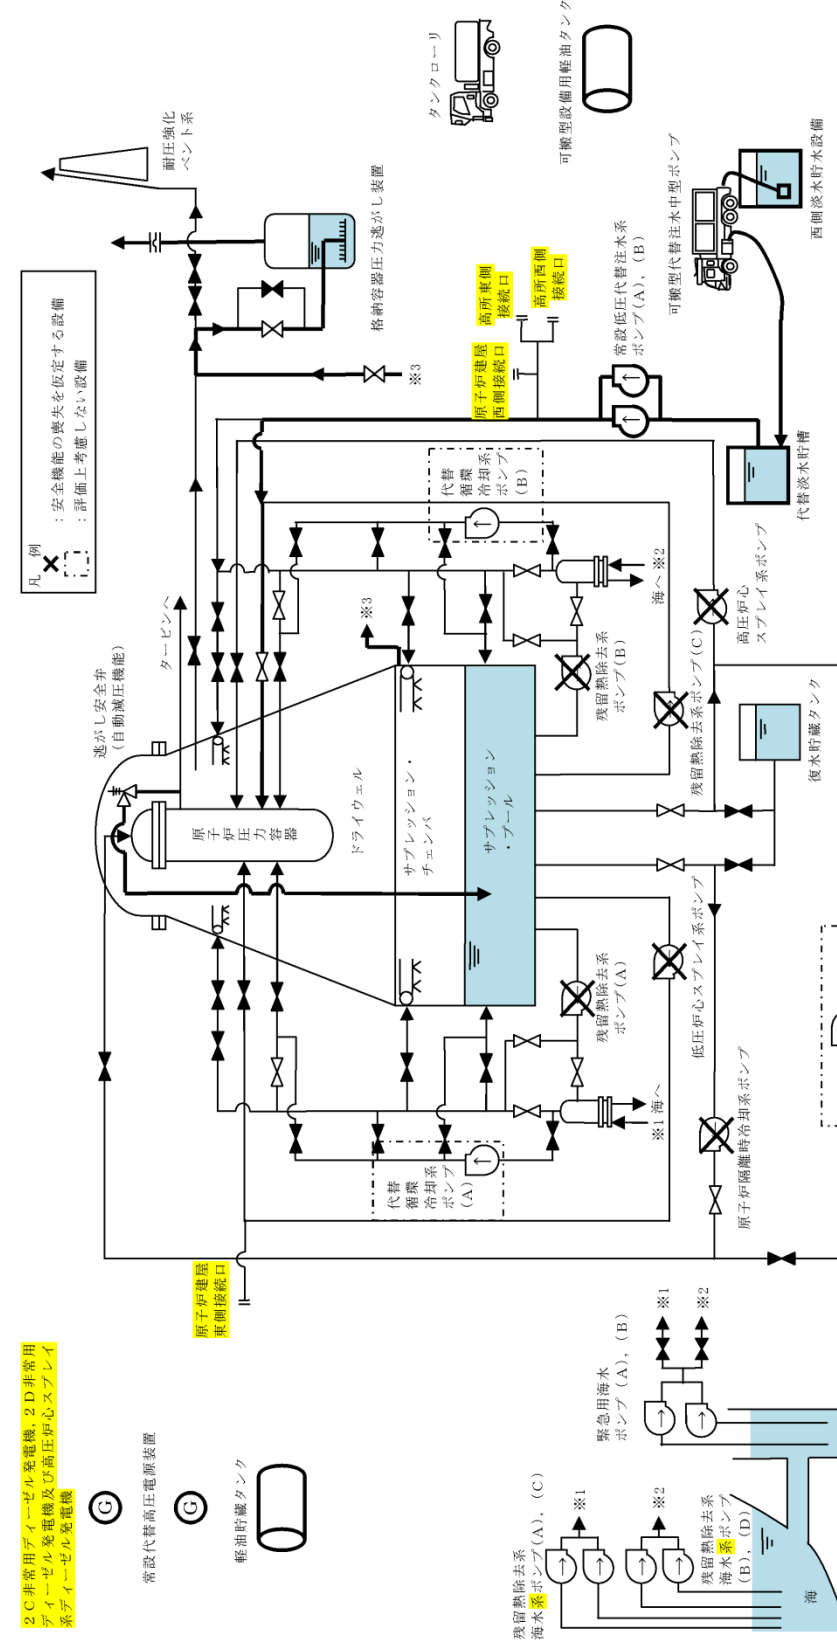 2C非常用ディーゼル発電機,2D非常用
ディーゼル発電機及び高圧炉心スプレイ
系ディーゼル発電機
G
常設代替高圧電源装置
G
軽油貯蔵タンク
凡 例
:安全機能の喪失を仮定する設備
:評価上考慮しない設備
耐圧強化
ベント系
格納容器圧力逃がし装置
※3
タンクローリ
可搬型設備用軽油タンク
逃がし安全弁
(自動減圧機能)
タービンへ
原子炉
圧力容器
ドライウェル
サプレッション・
チェンバ
サプレッション
・プール
※3
原子炉建屋
東側接続口
原子炉建屋
西側接続口
高所東側
接続口
高所西側
接続口
常設低圧代替注水系
ポンプ(A),(B)
可搬型代替注水中型ポンプ
西側淡水貯水設備
代替淡水貯槽
代替
循環
冷却系
ポンプ
(A)
代替
循環
冷却系
ポンプ
(B)
※1
海へ
海へ
※2
残留熱除去系
ポンプ(A)
残留熱除去系
ポンプ(B)
残留熱除去系ポンプ(C)
高圧炉心
スプレイ系ポンプ
低圧炉心スプレイ系ポンプ
原子炉隔離時冷却系ポンプ
復水貯蔵タンク
緊急用海水
ポンプ(A),(B)
※1
※2
残留熱除去系
海水系ポンプ(A),(C)
※1
※2
残留熱除去系
海水系ポンプ
(B),(D)
海